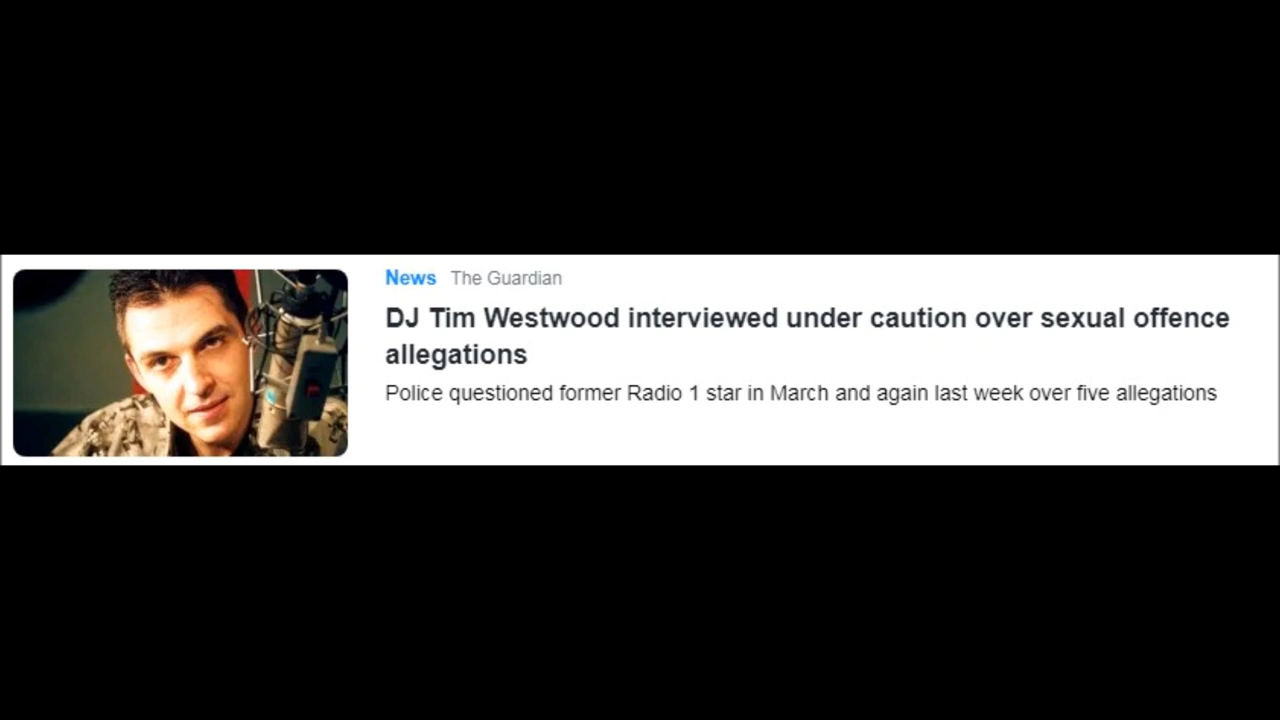 News The Guardian
DJ Tim Westwood interviewed under caution over sexual offence
allegations
Police questioned former Radio 1 star in March and again last week over five allegations